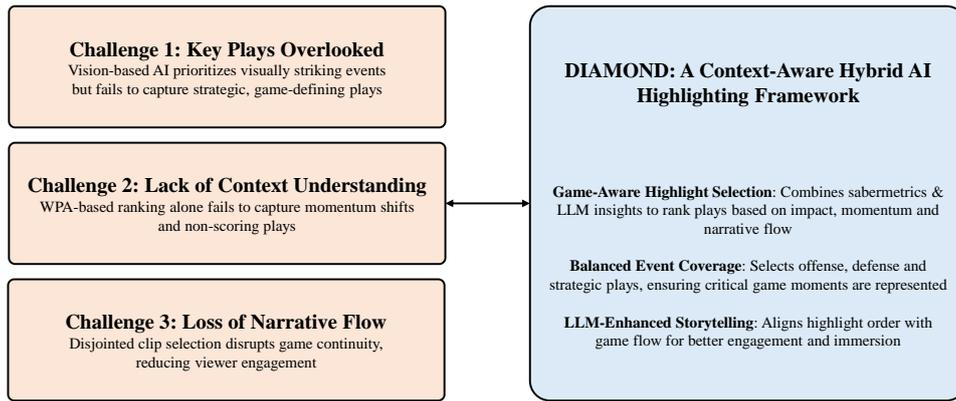 Challenge 1: Key Plays Overlooked
Vision-based AI prioritizes visually striking events
but fails to capture strategic, game-defining plays
Challenge 2: Lack of Context Understanding
WPA-based ranking alone fails to capture momentum shifts
and non-scoring plays
Challenge 3: Loss of Narrative Flow
Disjointed clip selection disrupts game continuity,
reducing viewer engagement
DIAMOND: A Context-Aware Hybrid AI
Highlighting Framework
Game-Aware Highlight Selection: Combines sabermetrics &
LLM insights to rank plays based on impact, momentum and
narrative flow
Balanced Event Coverage: Selects offense, defense and
strategic plays, ensuring critical game moments are represented
LLM-Enhanced Storytelling: Aligns highlight order with
game flow for better engagement and immersion